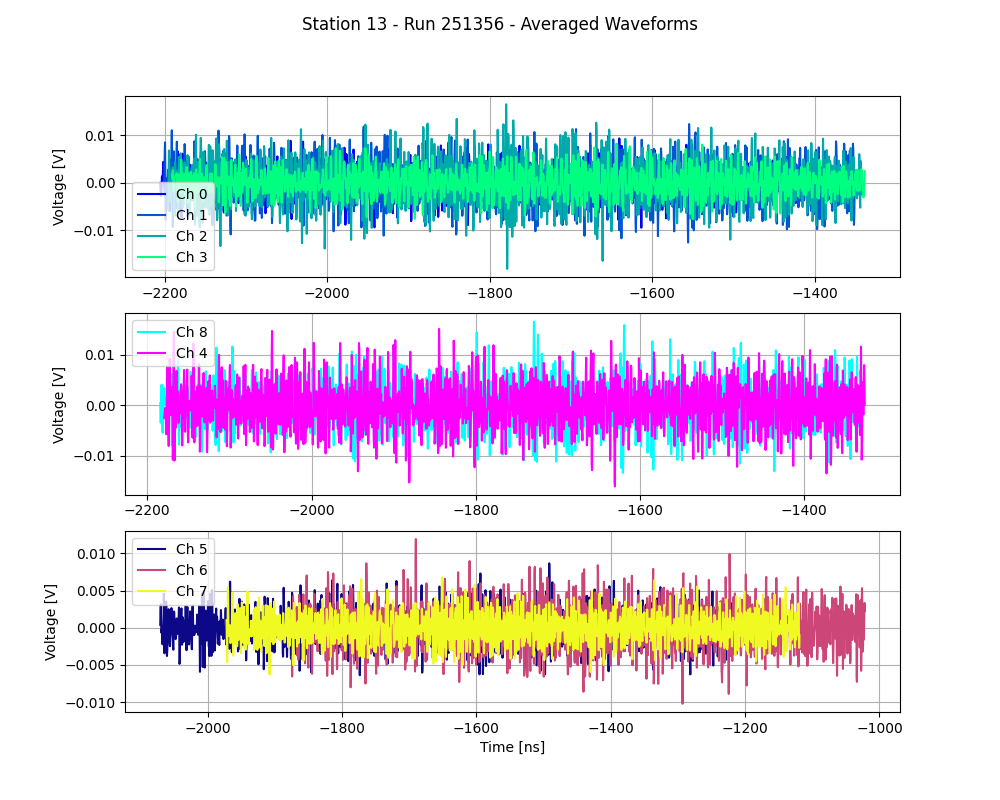 Station 13 - Run 251356 - Averaged Waveforms
Voltage [V]
0.01
0.00
−0.01
Ch 0
Ch 1
Ch 2
Ch 3
−2200 −2000 −1800 −1600 −1400
Voltage [V]
0.01
0.00
−0.01
Ch 8
Ch 4
−2200 −2000 −1800 −1600 −1400
Voltage [V]
0.010
0.005
0.000
−0.005
−0.010
Ch 5
Ch 6
Ch 7
−2000 −1800 −1600 −1400 −1200 −1000
Time [ns]